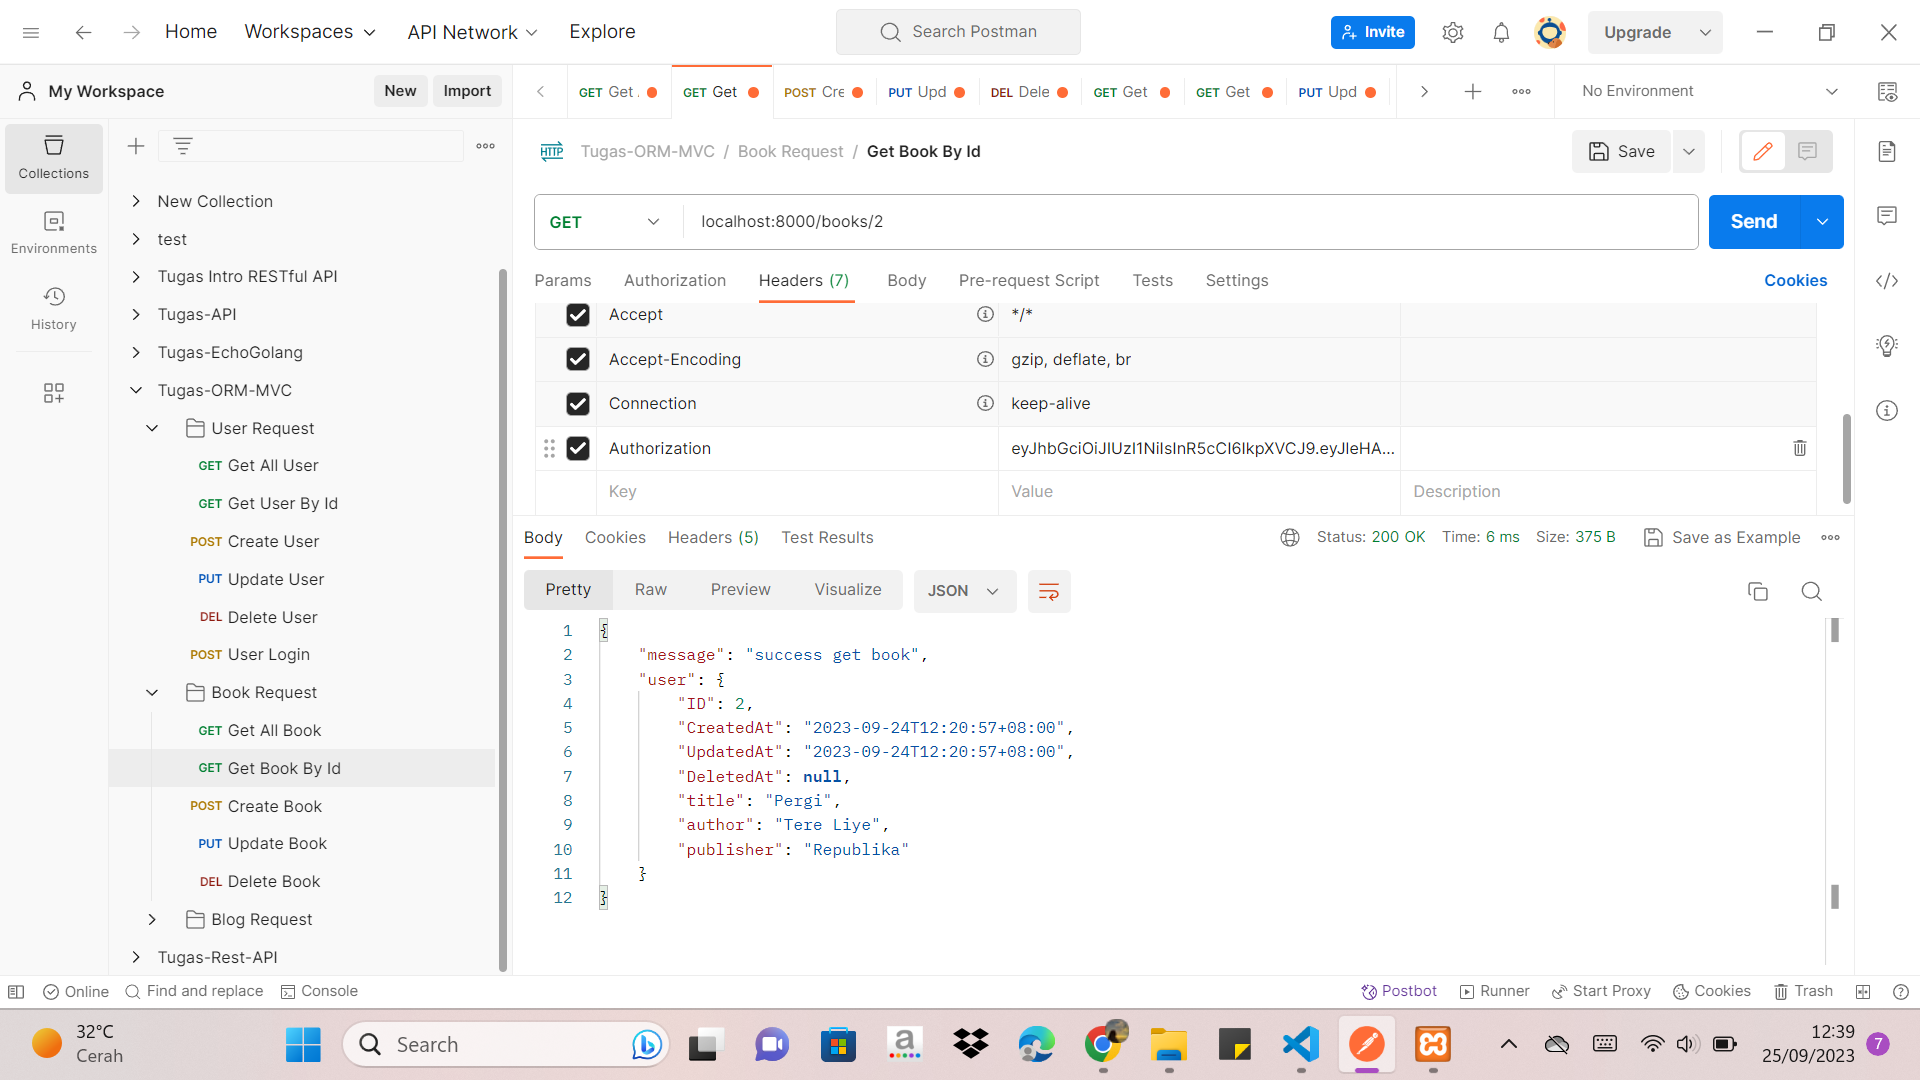 Home
Workspaces
API Network
Explore
Search Postman
Invite
Upgrade
My Workspace
New
Import
GET Get
GET Get
POST Cre
PUT Upd
DEL Dele
GET Get
GET Get
PUT Upd
No Environment
Collections
Environments
History
New Collection
test
Tugas Intro RESTful API
Tugas-API
Tugas-EchoGolang
Tugas-ORM-MVC
User Request
GET Get All User
GET Get User By Id
POST Create User
PUT Update User
DEL Delete User
POST User Login
Book Request
GET Get All Book
GET Get Book By Id
POST Create Book
PUT Update Book
DEL Delete Book
Blog Request
Tugas-Rest-API
HTTP Tugas-ORM-MVC / Book Request / Get Book By Id
Save
GET localhost:8000/books/2
Send
Params Authorization Headers (7) Body Pre-request Script Tests Settings
Cookies
Accept */*
Accept-Encoding gzip, deflate, br
Connection keep-alive
Authorization eyJhbGciOiJIUzI1NiIsInR5cCI6IkpXVCJ9.eyJleHA...
Key Value Description
Body Cookies Headers (5) Test Results
Status: 200 OK Time: 6 ms Size: 375 B
Save as Example
Pretty Raw Preview Visualize JSON
1 {
2 "message": "success get book",
3 "user": {
4 "ID": 2,
5 "CreatedAt": "2023-09-24T12:20:57+08:00",
6 "UpdatedAt": "2023-09-24T12:20:57+08:00",
7 "DeletedAt": null,
8 "title": "Pergi",
9 "author": "Tere Liye",
10 "publisher": "Republika"
11 }
12 }
Online
Find and replace
Console
Postbot
Runner
Start Proxy
Cookies
Trash
32°C
Cerah
Search
a
12:39
25/09/2023
7